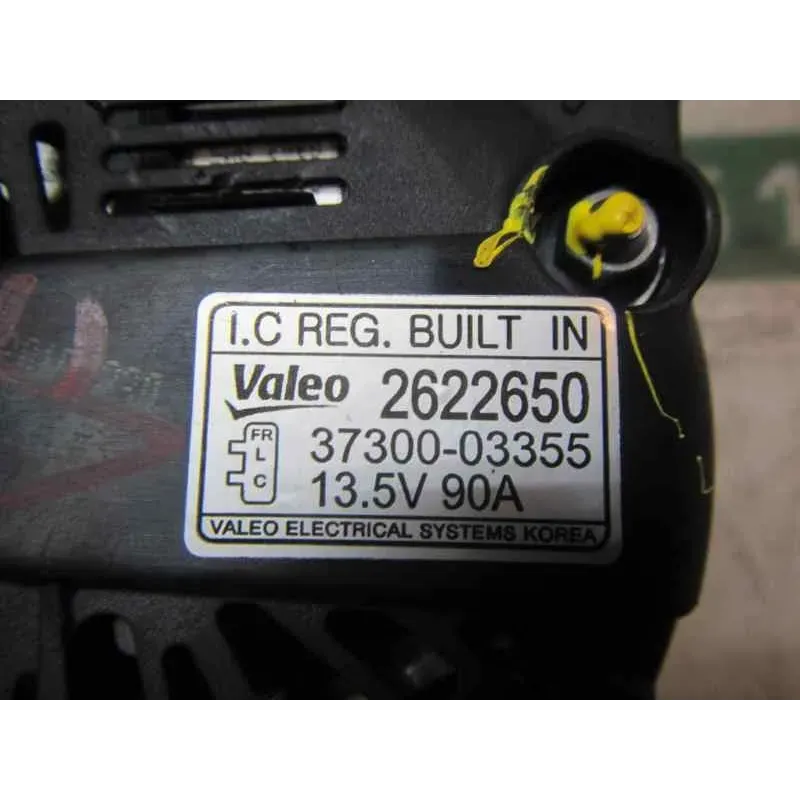 I.C REG. BUILT IN
Valeo 2622650
FR
L
C
37300-03355
13.5V 90A
VALEO ELECTRICAL SYSTEMS KOREA